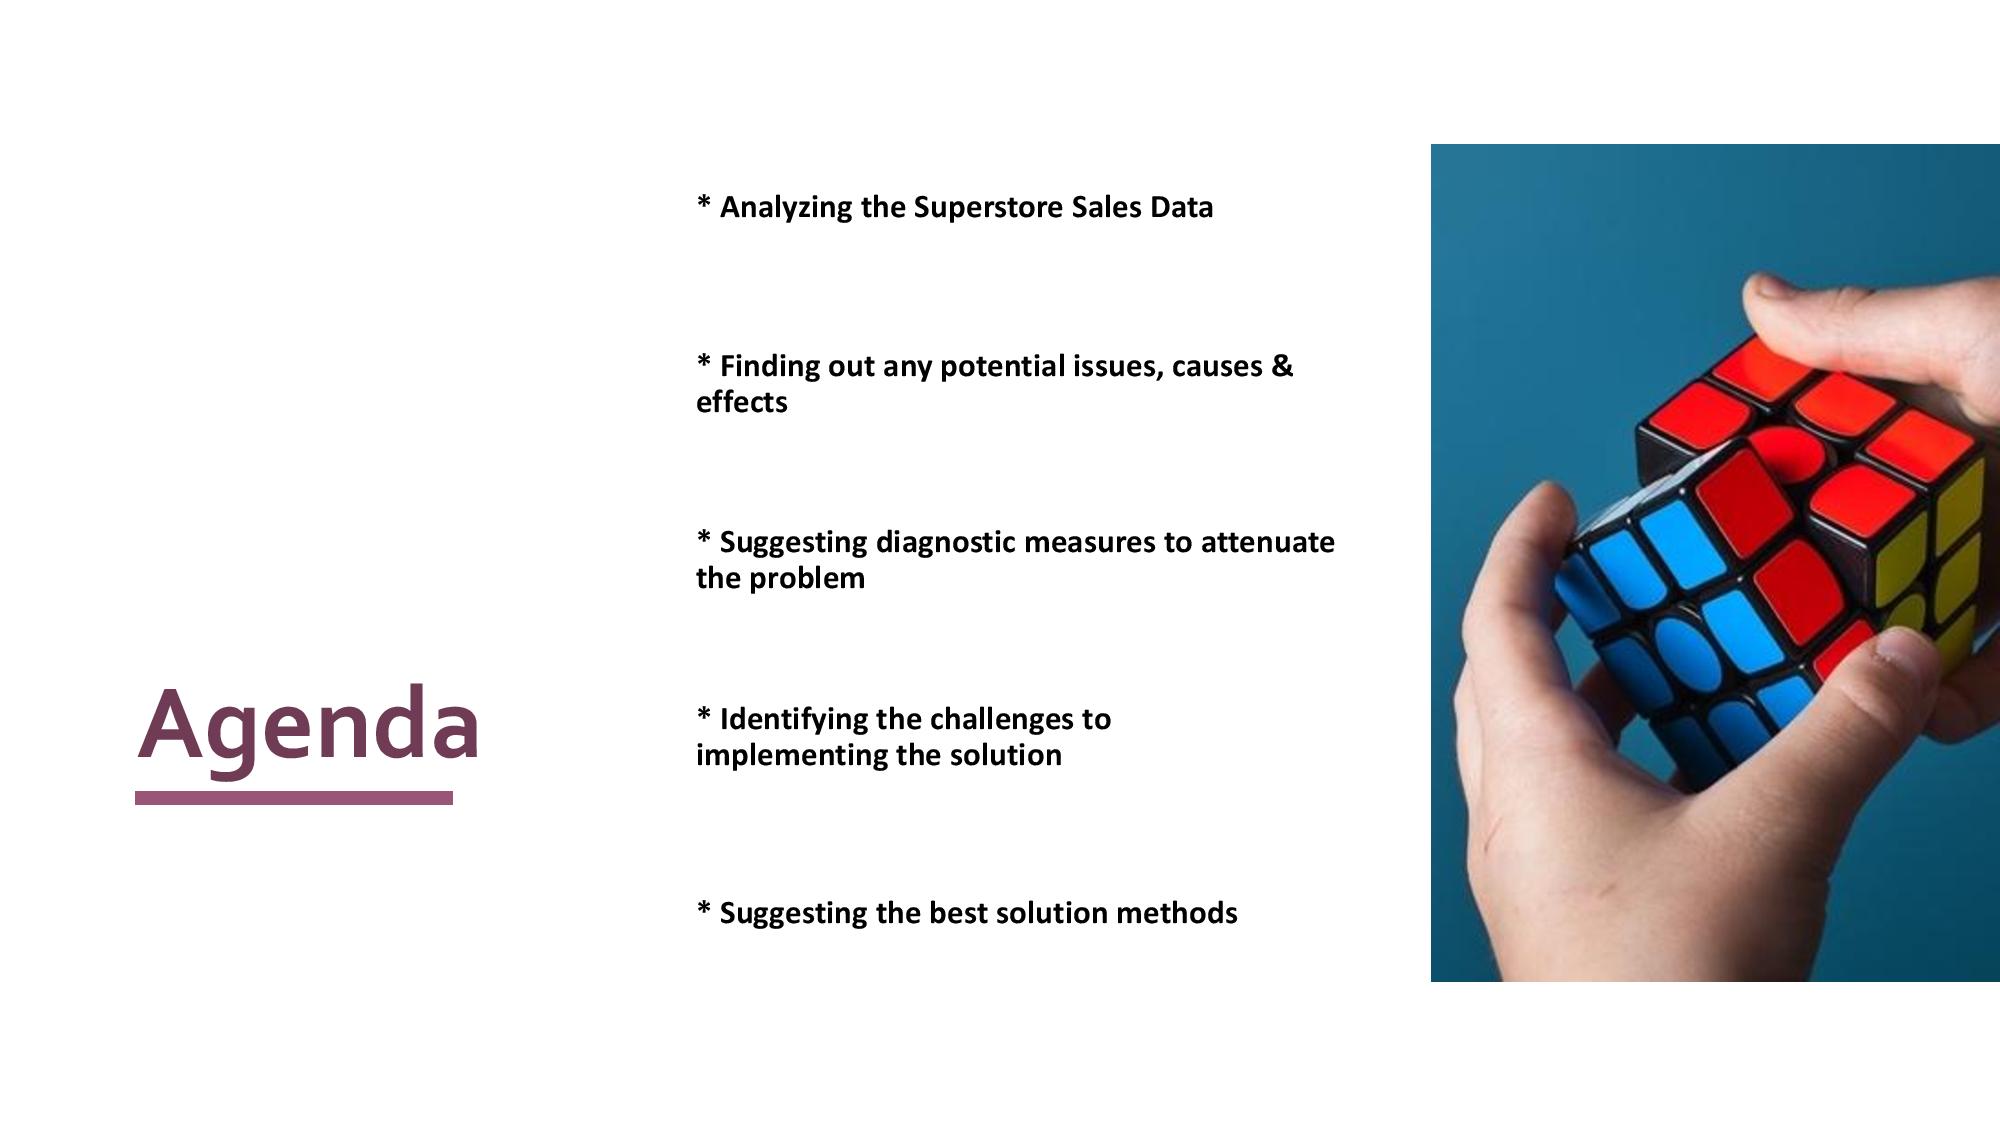 Agenda
* Analyzing the Superstore Sales Data
* Finding out any potential issues, causes &
effects
* Suggesting diagnostic measures to attenuate
the problem
* Identifying the challenges to
implementing the solution
* Suggesting the best solution methods